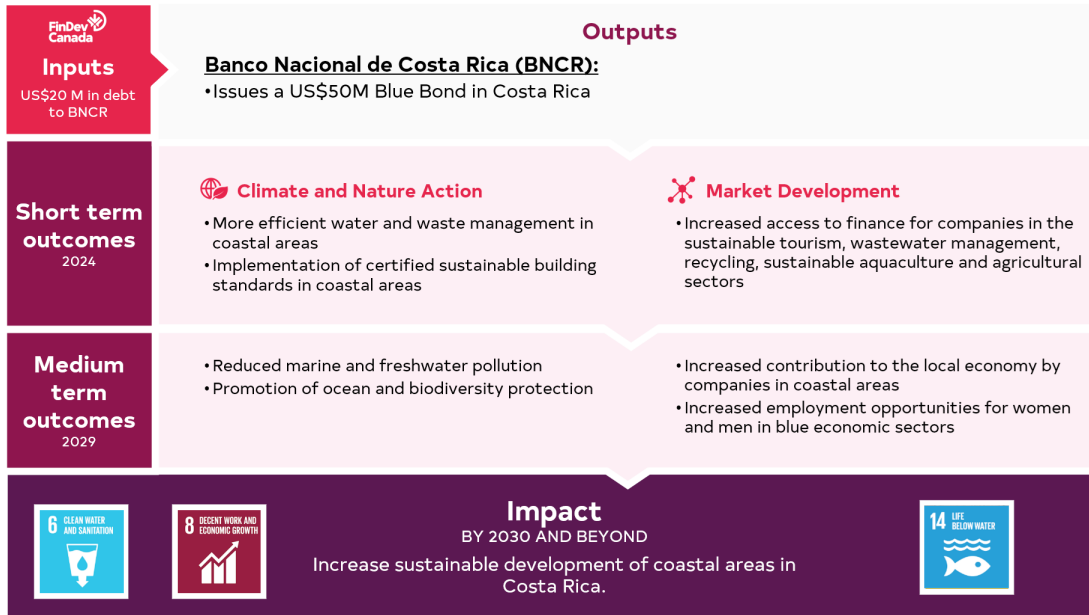 FinDev
Canada
Inputs
US$20 M in debt
to BNCR
Outputs
Banco Nacional de Costa Rica (BNCR):
•Issues a US$50M Blue Bond in Costa Rica
Short term
outcomes
2024
Climate and Nature Action
•More efficient water and waste management in
coastal areas
•Implementation of certified sustainable building
standards in coastal areas
Market Development
•Increased access to finance for companies in the
sustainable tourism, wastewater management,
recycling, sustainable aquaculture and agricultural
sectors
Medium
term
outcomes
2029
•Reduced marine and freshwater pollution
•Promotion of ocean and biodiversity protection
•Increased contribution to the local economy by
companies in coastal areas
•Increased employment opportunities for women
and men in blue economic sectors
6 CLEAN WATER
AND SANITATION
8 DECENT WORK AND
ECONOMIC GROWTH
Impact
BY 2030 AND BEYOND
Increase sustainable development of coastal areas in
Costa Rica.
14 LIFE
BELOW WATER